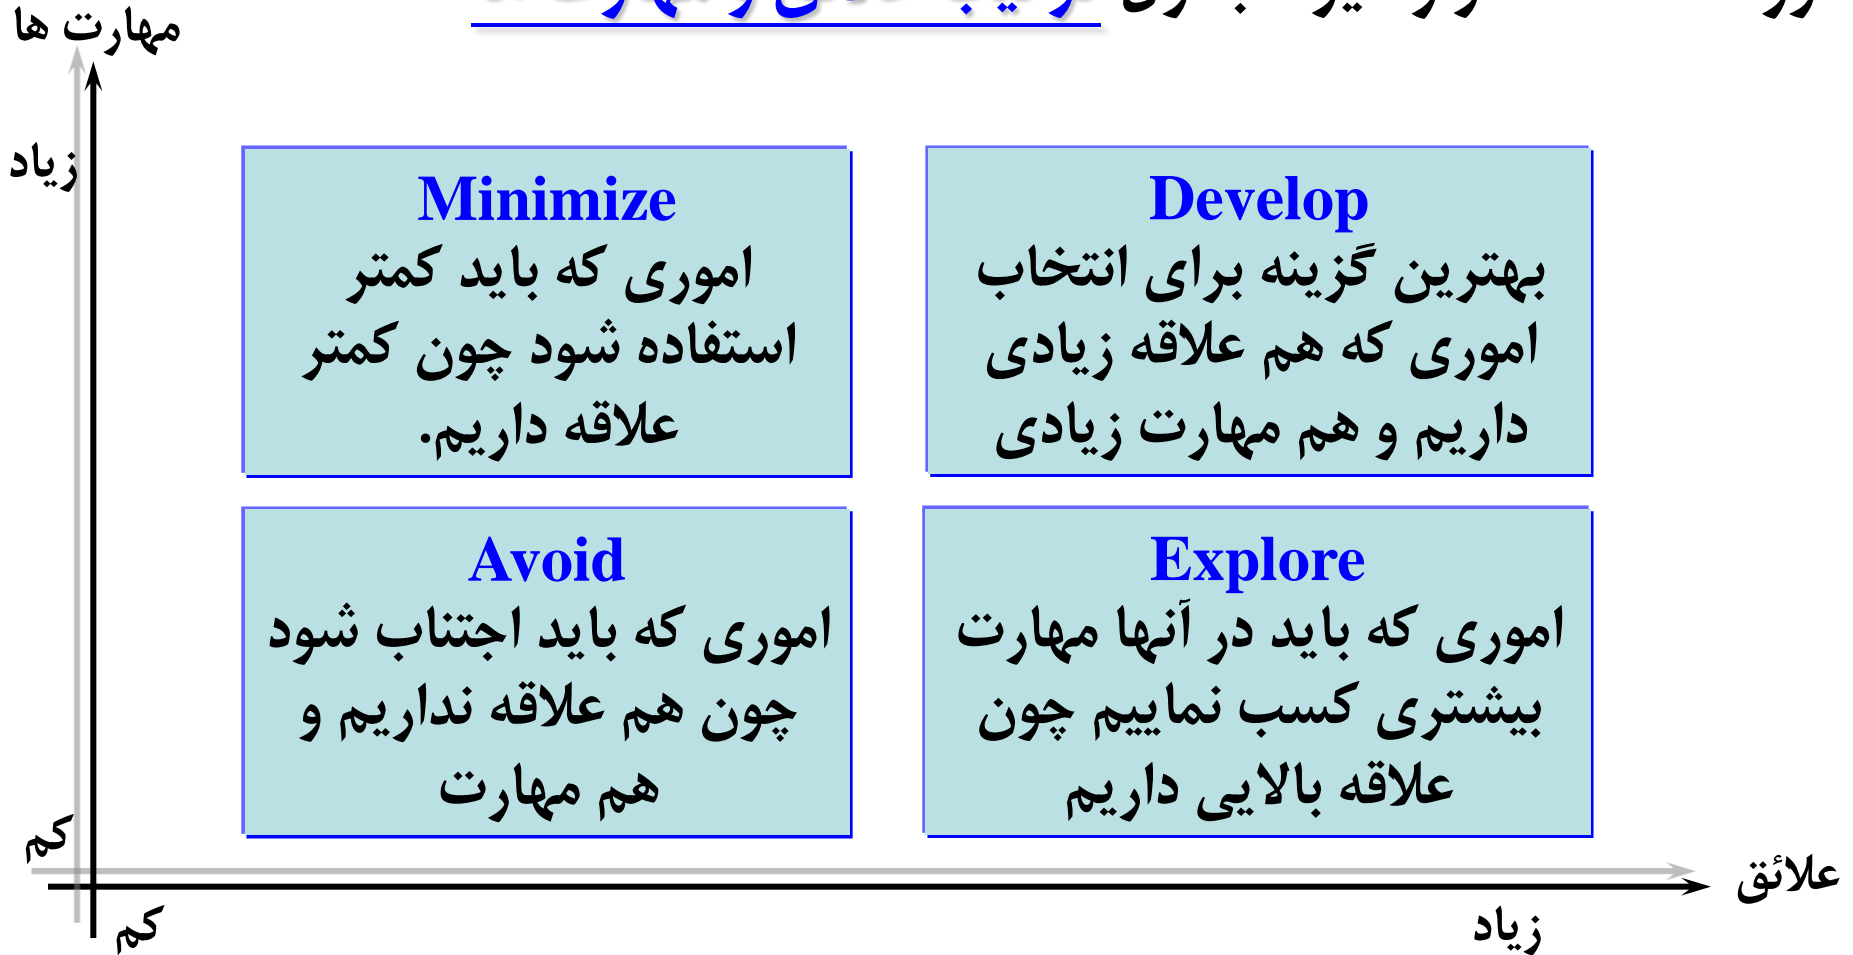 مهارت ها
زیاد
Minimize
اموری که باید کمتر
استفاده شود چون کمتر
علاقه داریم.
Develop
بهترین گزینه برای انتخاب
اموری که هم علاقه زیادی
داریم و هم مهارت زیادی
Avoid
اموری که باید اجتناب شود
چون هم علاقه نداریم و
هم مهارت
Explore
اموری که باید در آنها مهارت
بیشتری کسب نماییم چون
علاقه بالایی داریم
کم
علائق
کم
زیاد